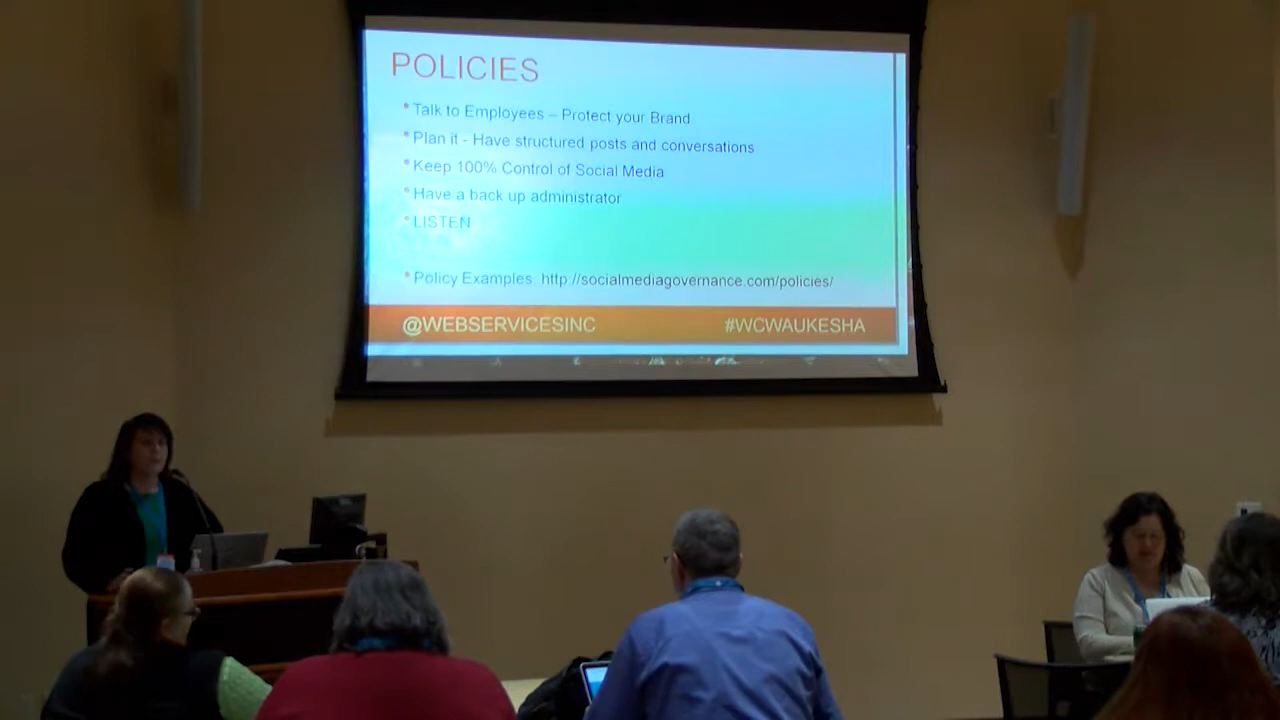 POLICIES
Talk to Employees – Protect your Brand
Plan it - Have structured posts and conversations
Keep 100% Control of Social Media
Have a back up administrator
LISTEN
Policy Examples: http://socialmediagovernance.com/policies/
@WEBSERVICESINC #WCWAUKESHA